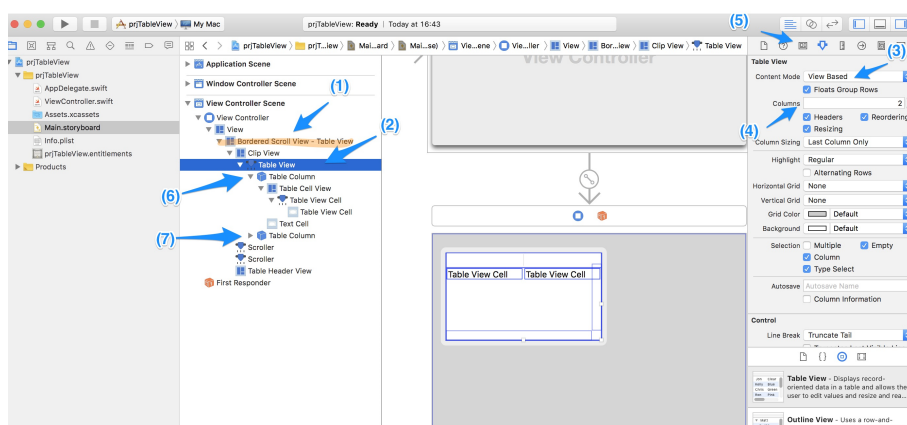 prjTableView
My Mac
prjTableView: Ready | Today at 16:43
(5)
prjTableView
prjT...iew
Mai...ard
Mai...se)
Vie...ene
Vie...ller
View
Bor...iew
Clip View
Table View
prjTableView
prjTableView
AppDelegate.swift
ViewController.swift
Assets.xcassets
Main.storyboard
Info.plist
prjTableView.entitlements
Products
Application Scene
Window Controller Scene
View Controller Scene
View Controller
View
Bordered Scroll View - Table View
Clip View
Table View
Table Column
Table Cell View
Table View Cell
Table View Cell
Text Cell
Table Column
Scroller
Scroller
Table Header View
First Responder
(1)
(2)
(6)
(7)
View Controller
Table View Cell
Table View Cell
Table View
(3)
Content Mode View Based
Floats Group Rows
Columns 2
(4)
Headers Reordering
Resizing
Column Sizing Last Column Only
Highlight Regular
Alternating Rows
Horizontal Grid None
Vertical Grid None
Grid Color Default
Background Default
Selection Multiple Empty
Column
Type Select
Autosave Autosave Name
Column Information
Control
Line Break Truncate Tail
Table View - Displays record-
oriented data in a table and allows the
user to edit values and resize and rea...
Outline View - Uses a row-and-